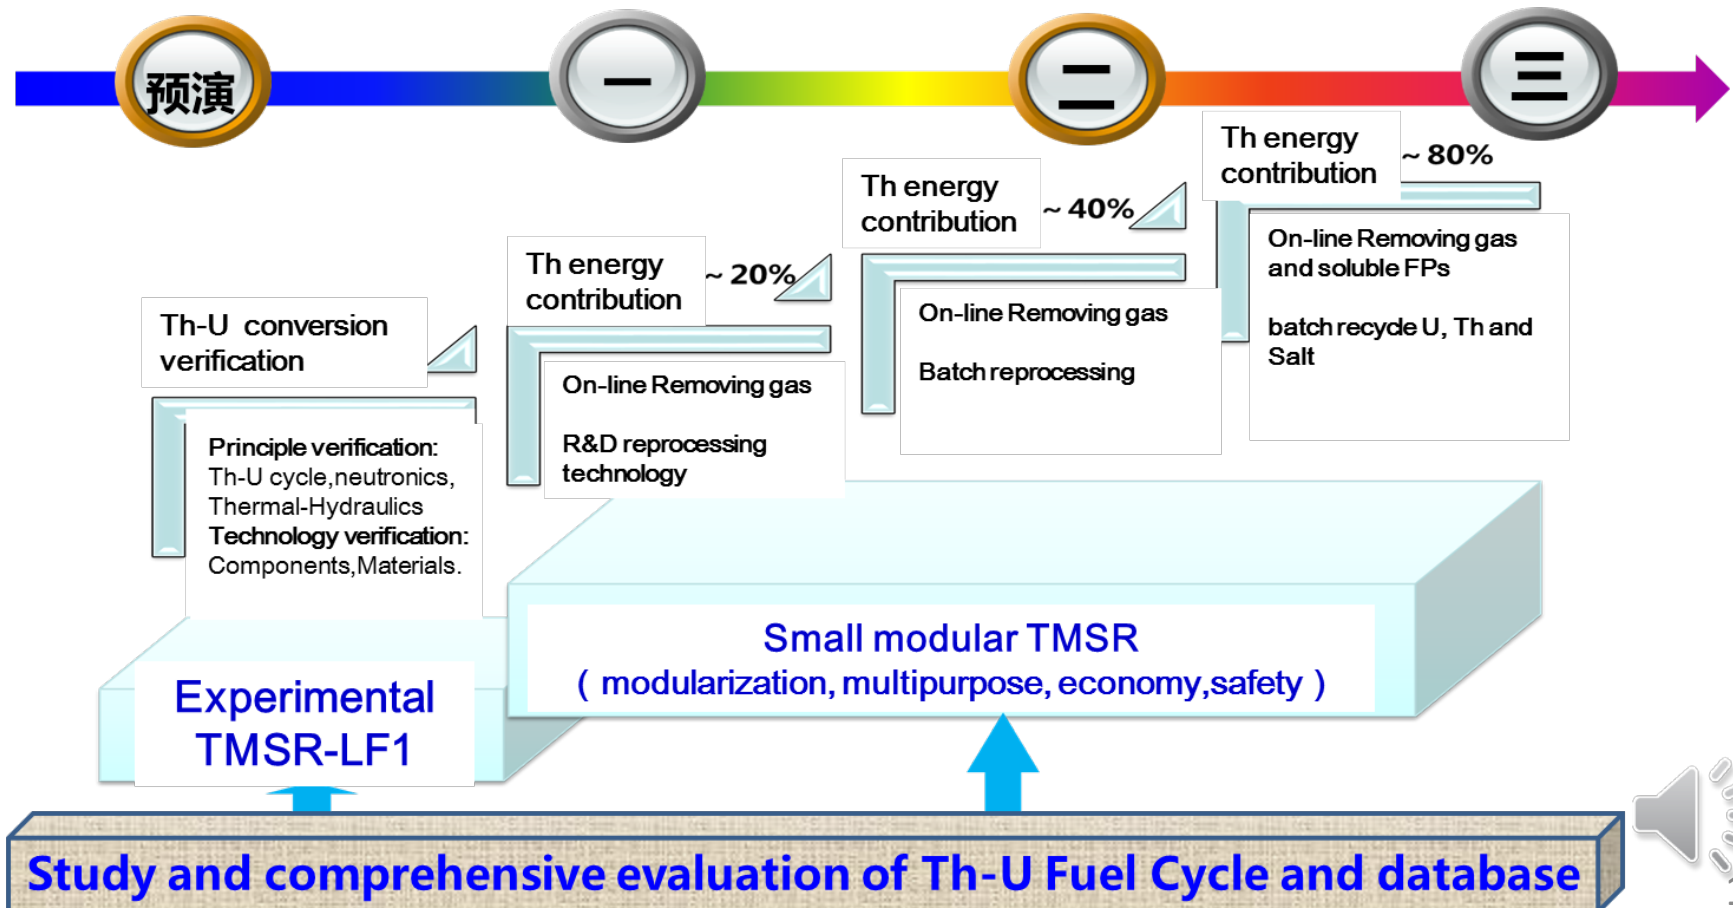 预演
一
二
三
Th-U conversion
verification
Principle verification:
Th-U cycle,neutronics,
Thermal-Hydraulics
Technology verification:
Components,Materials.
Th energy
contribution
~ 20%
On-line Removing gas
R&D reprocessing
technology
Th energy
contribution
~ 40%
On-line Removing gas
Batch reprocessing
Th energy
contribution
~ 80%
On-line Removing gas
and soluble FPs
batch recycle U, Th and
Salt
Experimental
TMSR-LF1
Small modular TMSR
( modularization, multipurpose, economy,safety )
Study and comprehensive evaluation of Th-U Fuel Cycle and database